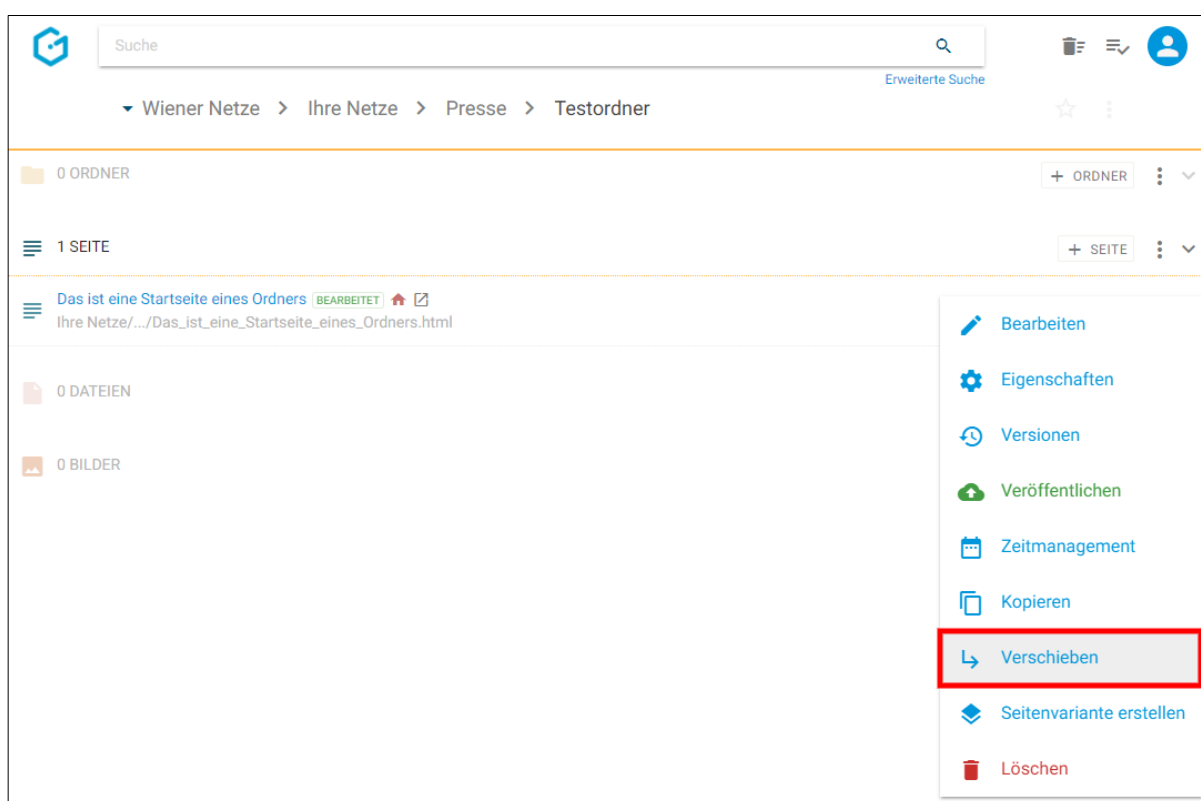 Suche
Erweiterte Suche
Wiener Netze > Ihre Netze > Presse > Testordner
0 ORDNER
+ ORDNER
1 SEITE
+ SEITE
Das ist eine Startseite eines Ordners BEARBEITET
Ihre Netze/.../Das_ist_eine_Startseite_eines_Ordners.html
0 DATEIEN
0 BILDER
Bearbeiten
Eigenschaften
Versionen
Veröffentlichen
Zeitmanagement
Kopieren
Verschieben
Seitenvariante erstellen
Löschen